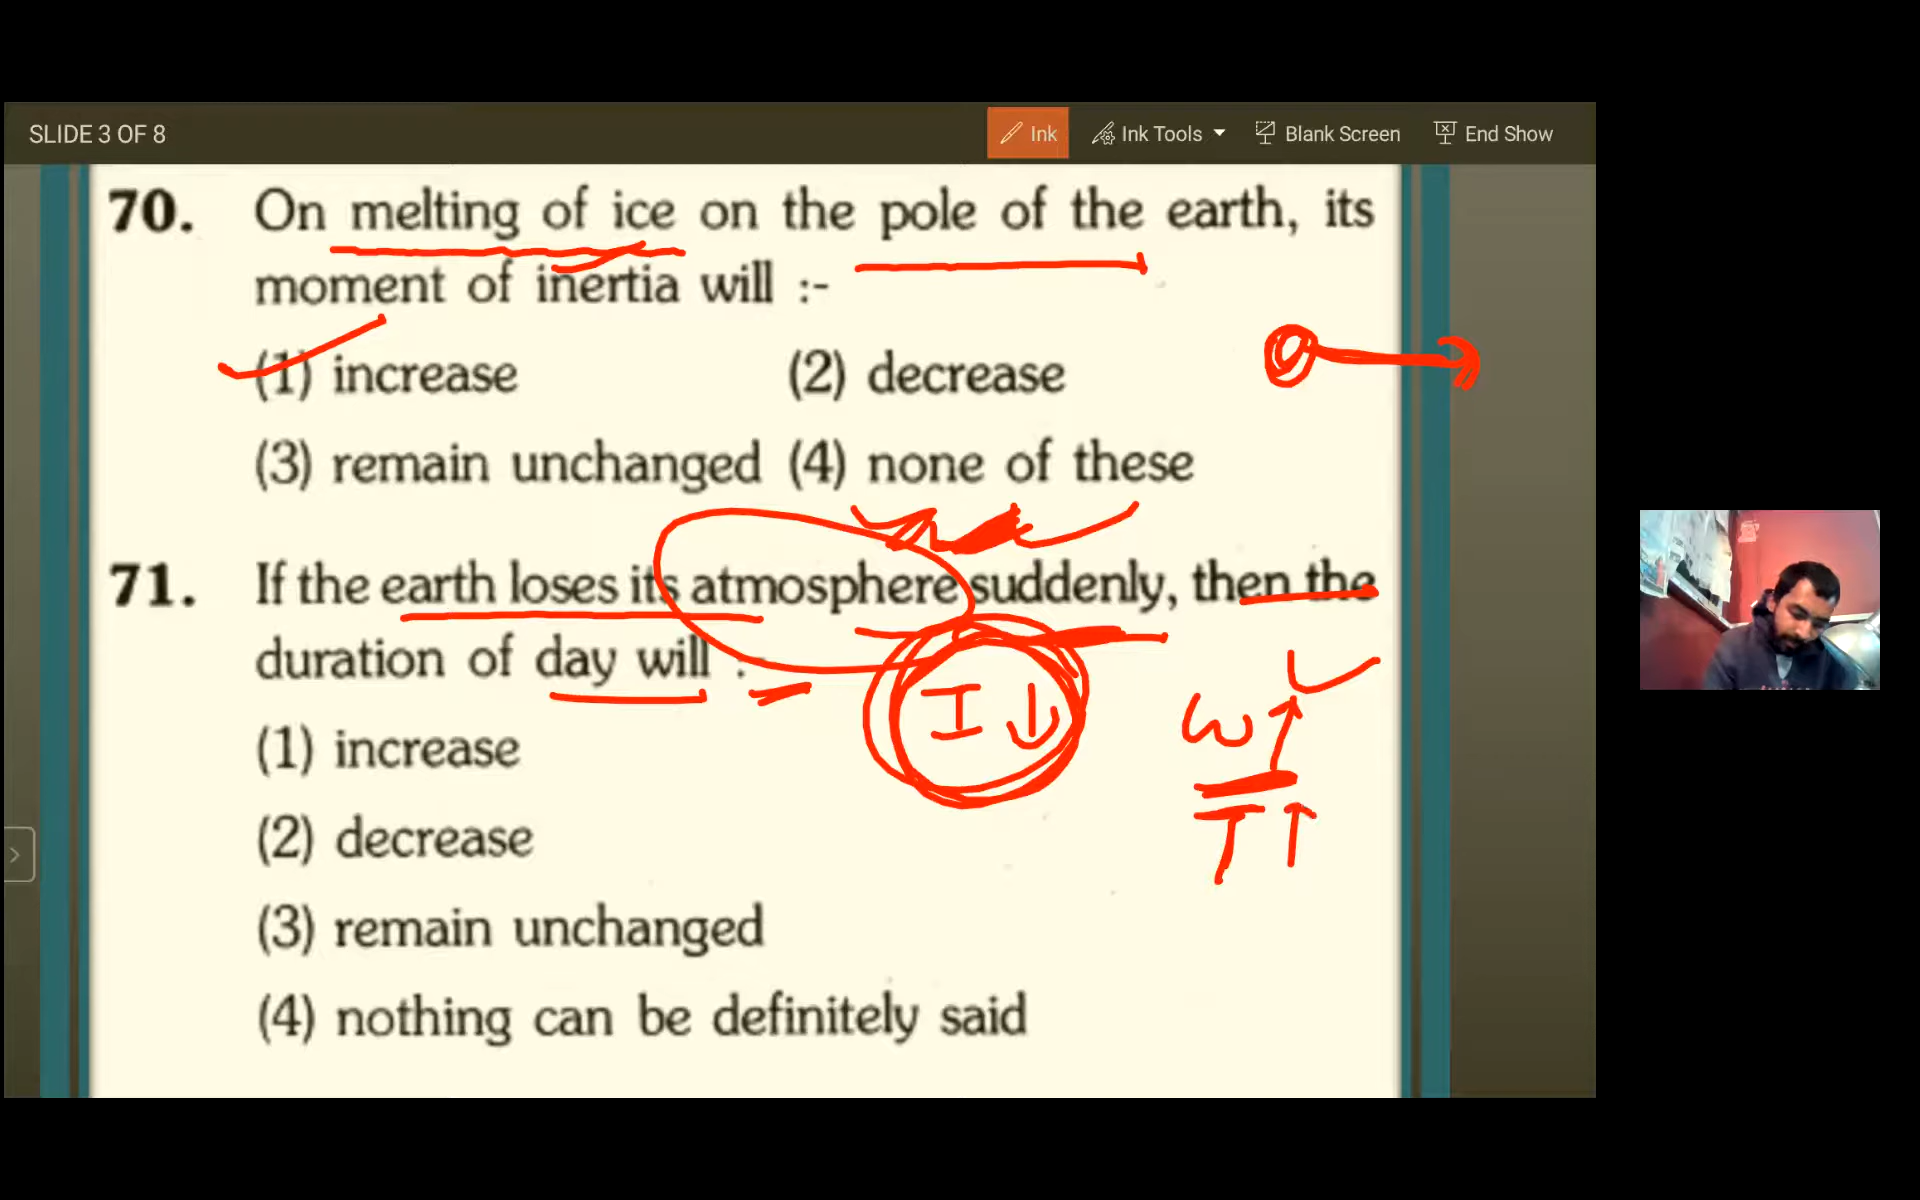 SLIDE 3 OF 8
Ink
Ink Tools
Blank Screen
End Show
70. On melting of ice on the pole of the earth, its
moment of inertia will :-
(1) increase (2) decrease
(3) remain unchanged (4) none of these
71. If the earth loses its atmosphere suddenly, then the
duration of day will :-
I ↓
ω ↑
T ↑
(1) increase
(2) decrease
(3) remain unchanged
(4) nothing can be definitely said